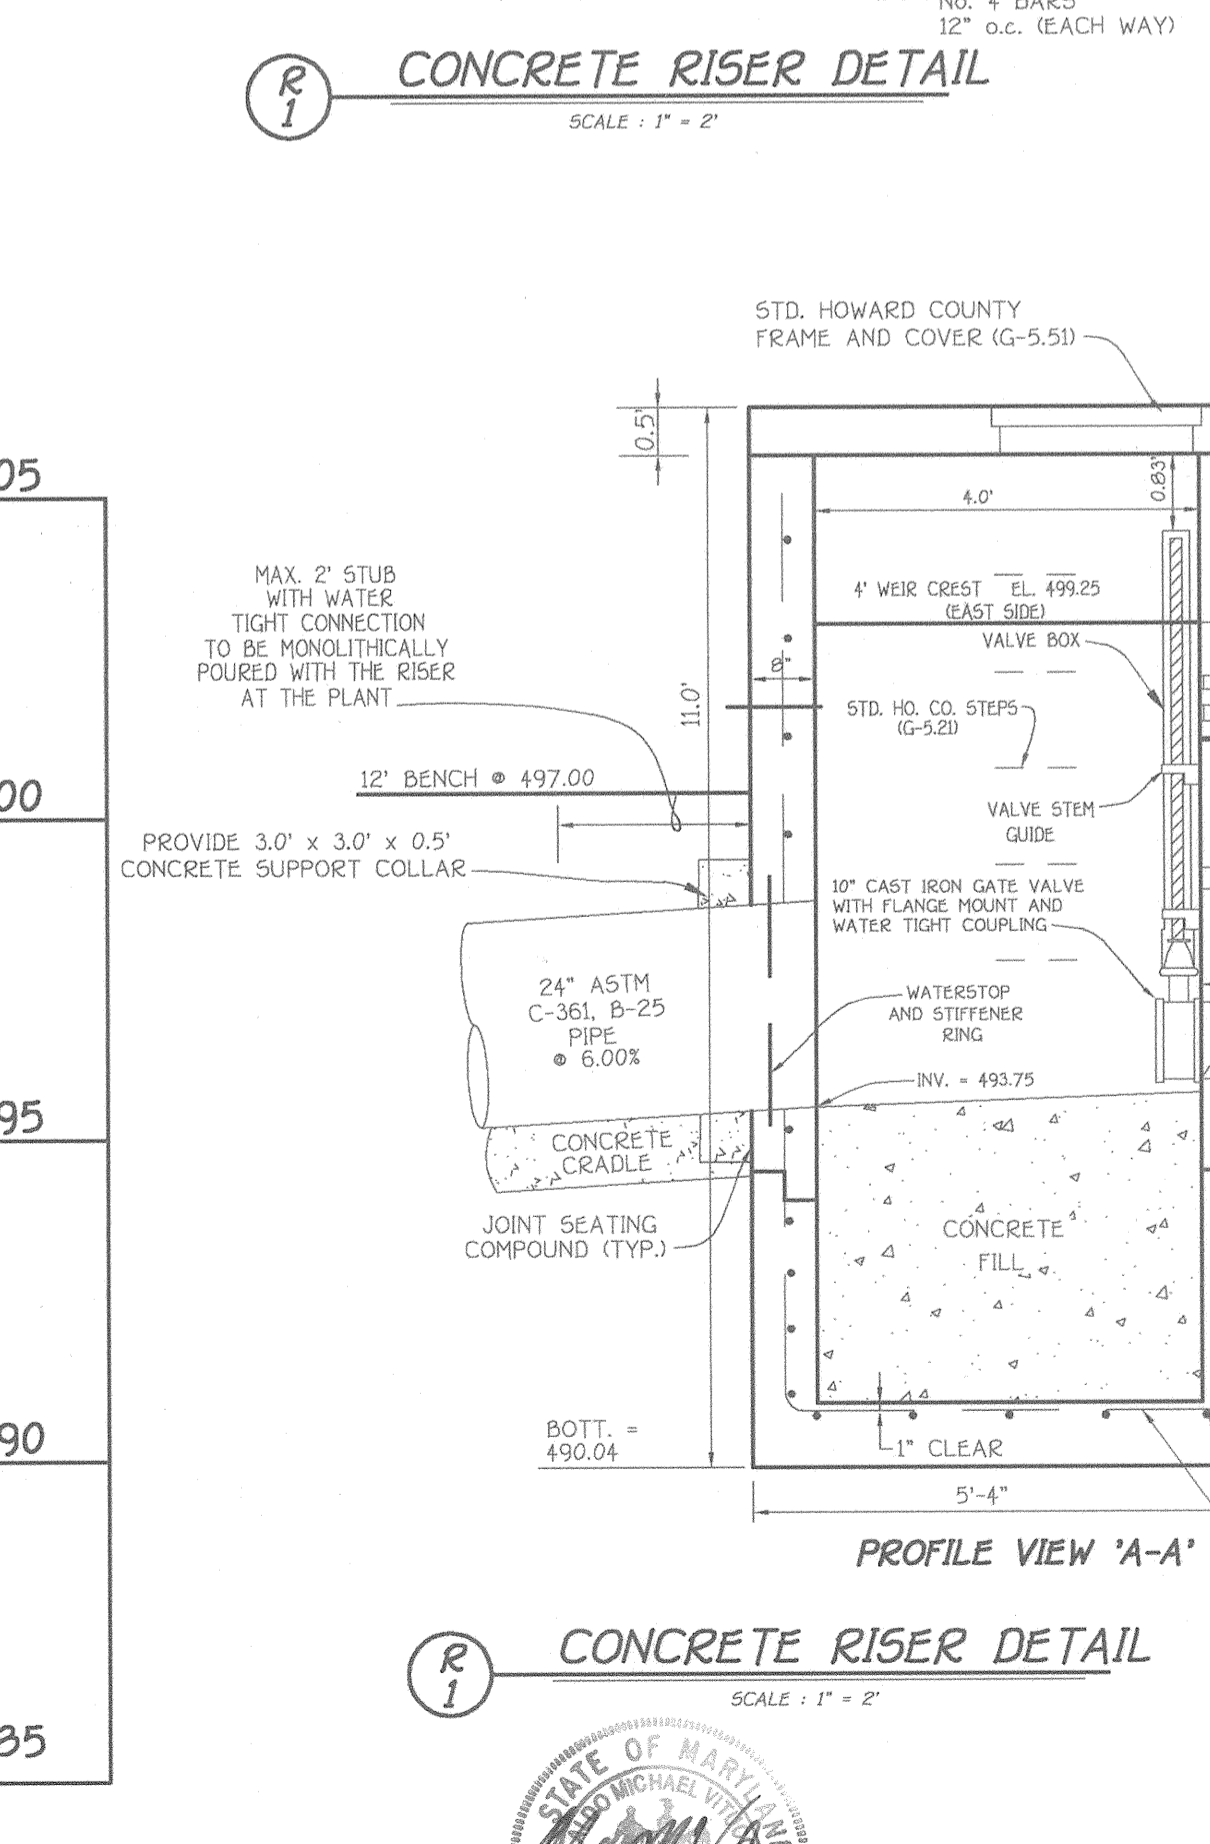 No. 4 BARS
12" o.c. (EACH WAY)
R
1
CONCRETE RISER DETAIL
SCALE : 1" = 2'
STD. HOWARD COUNTY
FRAME AND COVER (G-5.51)
0.5'
05
0.83'
4.0'
MAX. 2' STUB
WITH WATER
TIGHT CONNECTION
TO BE MONOLITHICALLY
POURED WITH THE RISER
AT THE PLANT
4' WEIR CREST EL. 499.25
(EAST SIDE)
VALVE BOX
8"
11.0'
STD. HO. CO. STEPS
(G-5.21)
12' BENCH @ 497.00
00
VALVE STEM
GUIDE
PROVIDE 3.0' x 3.0' x 0.5'
CONCRETE SUPPORT COLLAR
10" CAST IRON GATE VALVE
WITH FLANGE MOUNT AND
WATER TIGHT COUPLING
24" ASTM
C-361, B-25
PIPE
@ 6.00%
WATERSTOP
AND STIFFENER
RING
INV. = 493.75
95
CONCRETE
CRADLE
JOINT SEATING
COMPOUND (TYP.)
CONCRETE
FILL
90
BOTT. =
490.04
1" CLEAR
5'-4"
PROFILE VIEW 'A-A'
R
1
CONCRETE RISER DETAIL
SCALE : 1" = 2'
35
STATE OF MARYLAND
MICHAEL